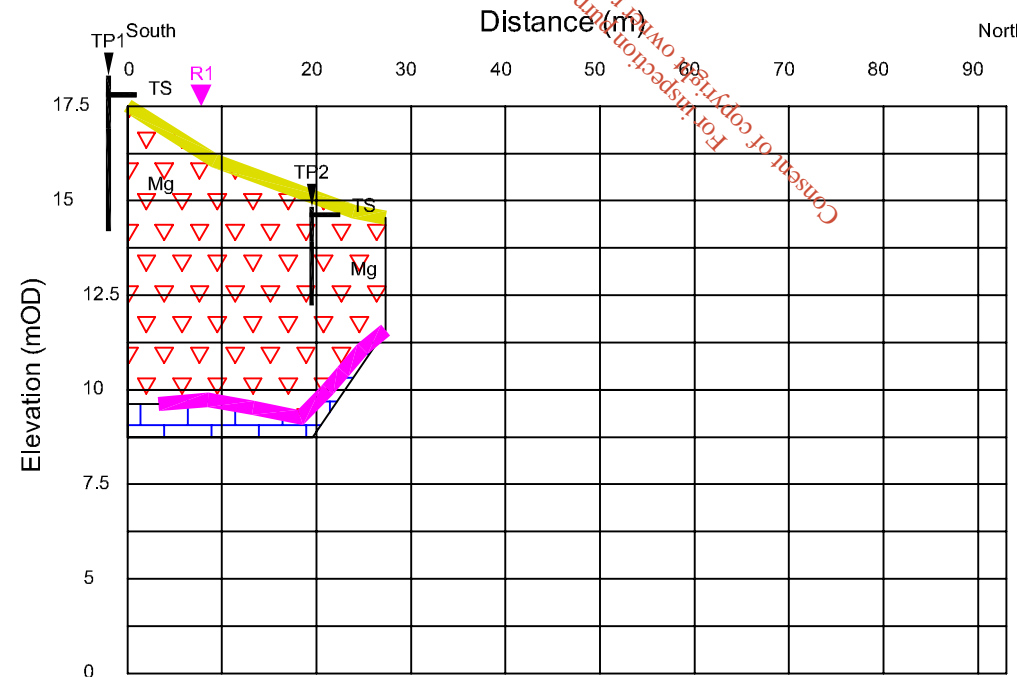 Distance (m)
South
North
TP1
0 20 30 40 50 60 70 80 90
R1
TS
17.5
TP2
Mg
15
TS
Mg
12.5
10
7.5
5
0
Elevation (mOD)
For inspection purp
Consent of copyright owner r